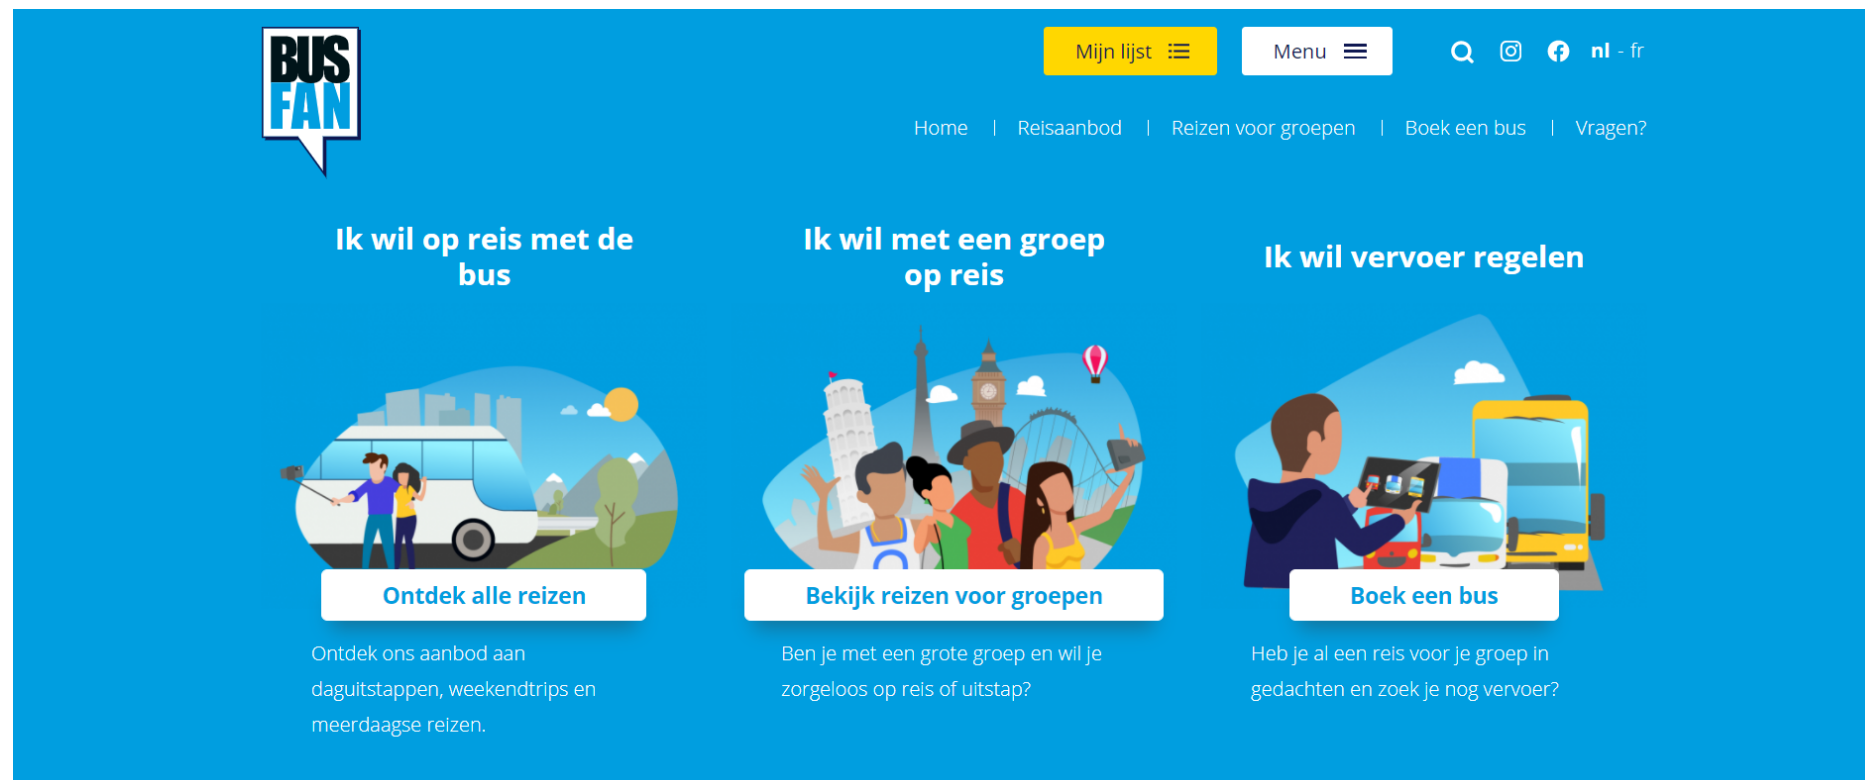 BUS
FAN
Mijn lijst
Menu
nl - fr
Home | Reisaanbod | Reizen voor groepen | Boek een bus | Vragen?
Ik wil op reis met de
bus
Ik wil met een groep
op reis
Ik wil vervoer regelen
Ontdek alle reizen
Bekijk reizen voor groepen
Boek een bus
Ontdek ons aanbod aan
daguitstappen, weekendtrips en
meerdaagse reizen.
Ben je met een grote groep en wil je
zorgeloos op reis of uitstap?
Heb je al een reis voor je groep in
gedachten en zoek je nog vervoer?